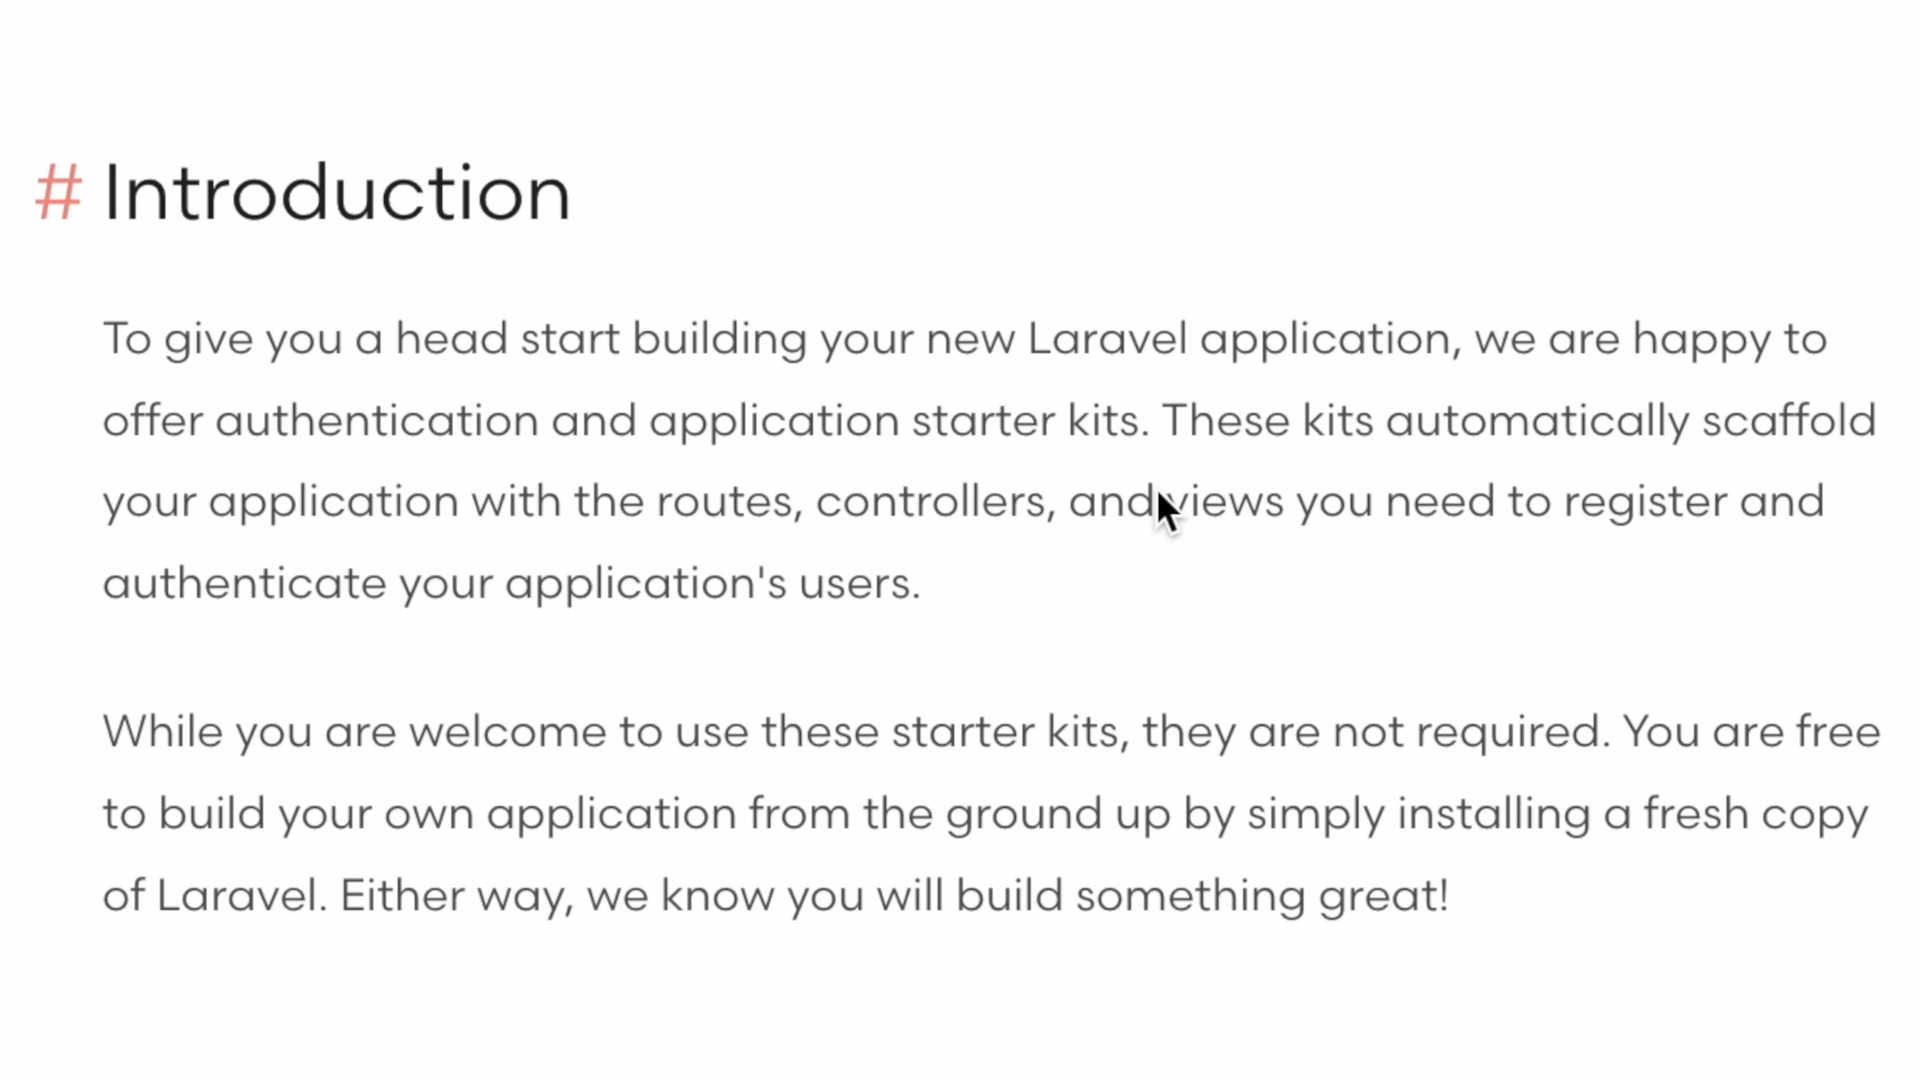 # Introduction
To give you a head start building your new Laravel application, we are happy to
offer authentication and application starter kits. These kits automatically scaffold
your application with the routes, controllers, and views you need to register and
authenticate your application's users.
While you are welcome to use these starter kits, they are not required. You are free
to build your own application from the ground up by simply installing a fresh copy
of Laravel. Either way, we know you will build something great!